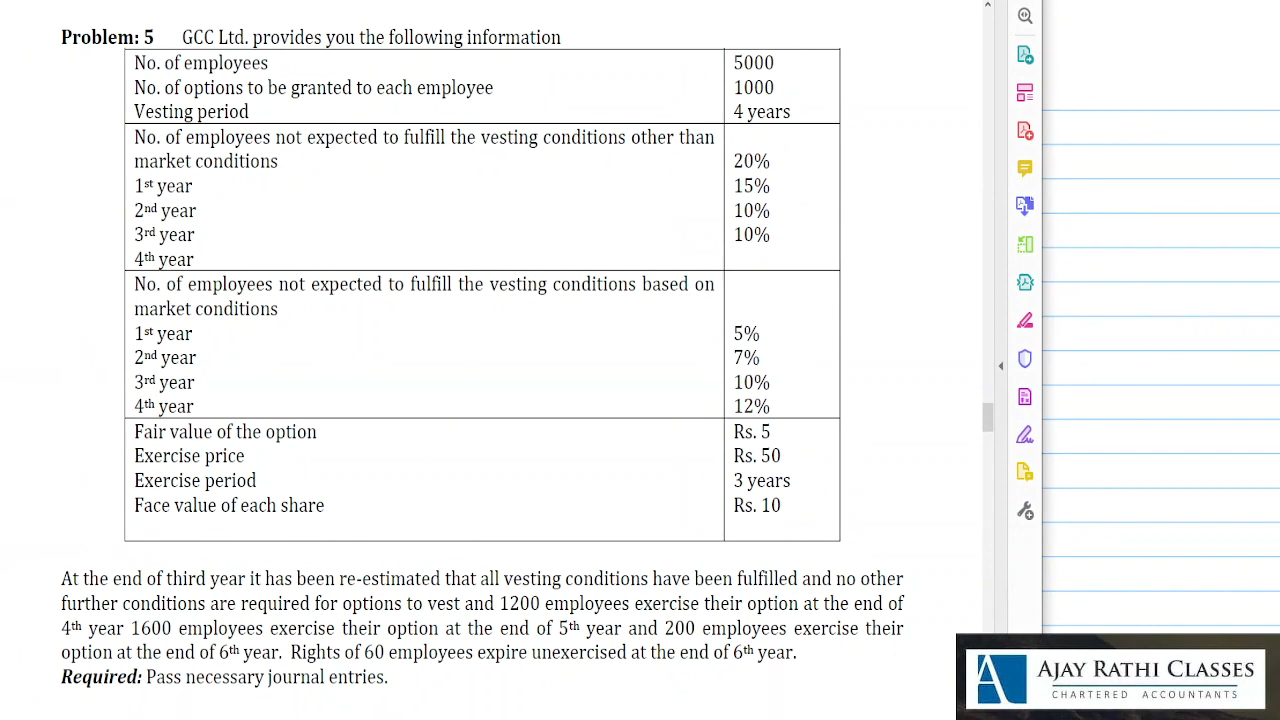 Problem: 5 GCC Ltd. provides you the following information
No. of employees 5000
No. of options to be granted to each employee 1000
Vesting period 4 years
No. of employees not expected to fulfill the vesting conditions other than
market conditions 20%
1st year 15%
2nd year 10%
3rd year 10%
4th year
No. of employees not expected to fulfill the vesting conditions based on
market conditions
1st year 5%
2nd year 7%
3rd year 10%
4th year 12%
Fair value of the option Rs. 5
Exercise price Rs. 50
Exercise period 3 years
Face value of each share Rs. 10
At the end of third year it has been re-estimated that all vesting conditions have been fulfilled and no other
further conditions are required for options to vest and 1200 employees exercise their option at the end of
4th year 1600 employees exercise their option at the end of 5th year and 200 employees exercise their
option at the end of 6th year. Rights of 60 employees expire unexercised at the end of 6th year.
Required: Pass necessary journal entries.
AJAY RATHI CLASSES
CHARTERED ACCOUNTANTS